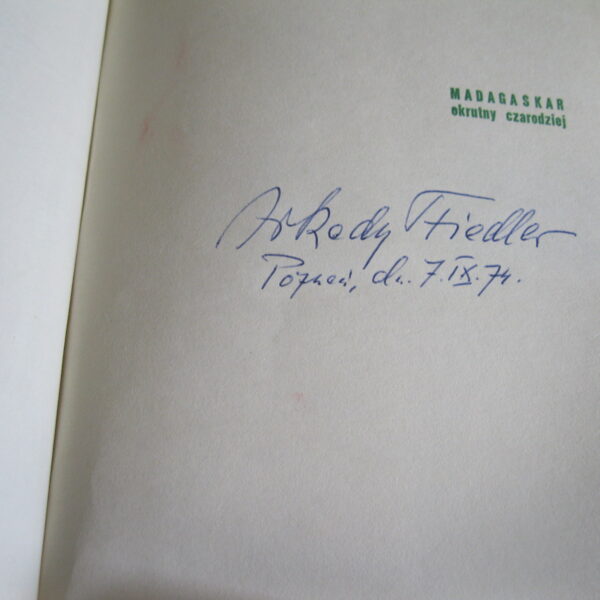 MADAGASKAR
okrutny czarodziej
Arkady Fiedler
Poznań, dn. 7.IX.74.